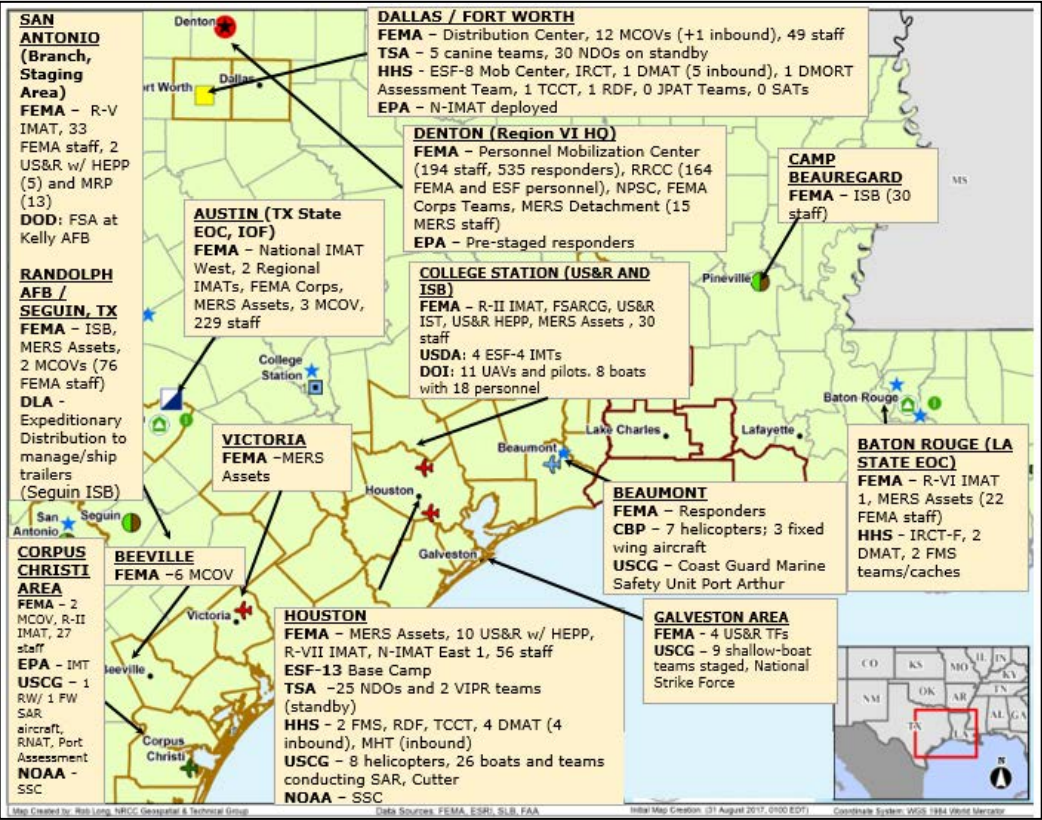 SAN
ANTONIO
(Branch,
Staging
Area)
FEMA – R-V
IMAT, 33
FEMA staff, 2
US&R w/ HEPP
(5) and MRP
(13)
DOD: FSA at
Kelly AFB
RANDOLPH
AFB /
SEGUIN, TX
FEMA – ISB,
MERS Assets,
2 MCOVs (76
FEMA staff)
DLA -
Expeditionary
Distribution to
manage/ship
trailers
(Seguin ISB)
Denton
ort Worth
Dallas
DALLAS / FORT WORTH
FEMA – Distribution Center, 12 MCOVs (+1 inbound), 49 staff
TSA – 5 canine teams, 30 NDOs on standby
HHS - ESF-8 Mob Center, IRCT, 1 DMAT (5 inbound), 1 DMORT
Assessment Team, 1 TCCT, 1 RDF, 0 JPAT Teams, 0 SATs
EPA – N-IMAT deployed
DENTON (Region VI HQ)
FEMA – Personnel Mobilization Center
(194 staff, 535 responders), RRCC (164
FEMA and ESF personnel), NPSC, FEMA
Corps Teams, MERS Detachment (15
MERS staff)
EPA – Pre-staged responders
CAMP
BEAUREGARD
FEMA – ISB (30
staff)
MS
Pineville
AUSTIN (TX State
EOC, IOF)
FEMA – National IMAT
West, 2 Regional
IMATs, FEMA Corps,
MERS Assets, 3 MCOV,
229 staff
COLLEGE STATION (US&R AND
ISB)
FEMA – R-II IMAT, FSARCG, US&R
IST, US&R HEPP, MERS Assets , 30
staff
USDA: 4 ESF-4 IMTs
DOI: 11 UAVs and pilots. 8 boats
with 18 personnel
College
Station
VICTORIA
FEMA –MERS
Assets
Beaumont
Lake Charles
Lafayette
Baton Rouge
BATON ROUGE (LA
STATE EOC)
FEMA – R-VI IMAT
1, MERS Assets (22
FEMA staff)
HHS – IRCT-F, 2
DMAT, 2 FMS
teams/caches
Houston
BEAUMONT
FEMA – Responders
CBP – 7 helicopters; 3 fixed
wing aircraft
USCG – Coast Guard Marine
Safety Unit Port Arthur
San
Antonio
Seguin
Galveston
CORPUS
CHRISTI
AREA
FEMA – 2
MCOV, R-II
IMAT, 27
staff
EPA – IMT
USCG – 1
RW/ 1 FW
SAR
aircraft,
RNAT, Port
Assessment
NOAA -
SSC
BEEVILLE
FEMA –6 MCOV
Victoria
Beeville
Corpus
Christi
HOUSTON
FEMA – MERS Assets, 10 US&R w/ HEPP,
R-VII IMAT, N-IMAT East 1, 56 staff
ESF-13 Base Camp
TSA –25 NDOs and 2 VIPR teams
(standby)
HHS - 2 FMS, RDF, TCCT, 4 DMAT (4
inbound), MHT (inbound)
USCG – 8 helicopters, 26 boats and teams
conducting SAR, Cutter
NOAA – SSC
GALVESTON AREA
FEMA - 4 US&R TFs
USCG - 9 shallow-boat
teams staged, National
Strike Force
CO
KS
MO
IL
IN
KY
NM
OK
AR
TN
TX
LA
AL
GA
N
Map Created by: Rob Long, NRCC Geospatial & Technical Group
Data Sources: FEMA, ESRI, SLB, FAA
Initial Map Creation: (31 August 2017, 0100 EDT)
Coordinate System: WGS 1984 World Mercator